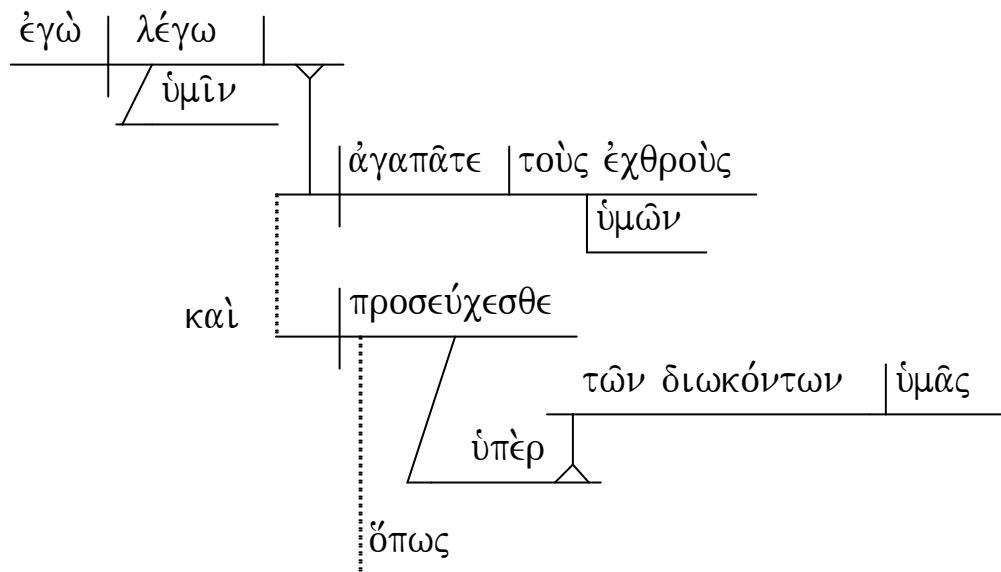 ἐγὼ λέγω
ὑμῖν
ἀγαπᾶτε τοὺς ἐχθροὺς
ὑμῶν
καὶ προσεύχεσθε
τῶν διωκόντων ὑμᾶς
ὑπὲρ
ὅπως